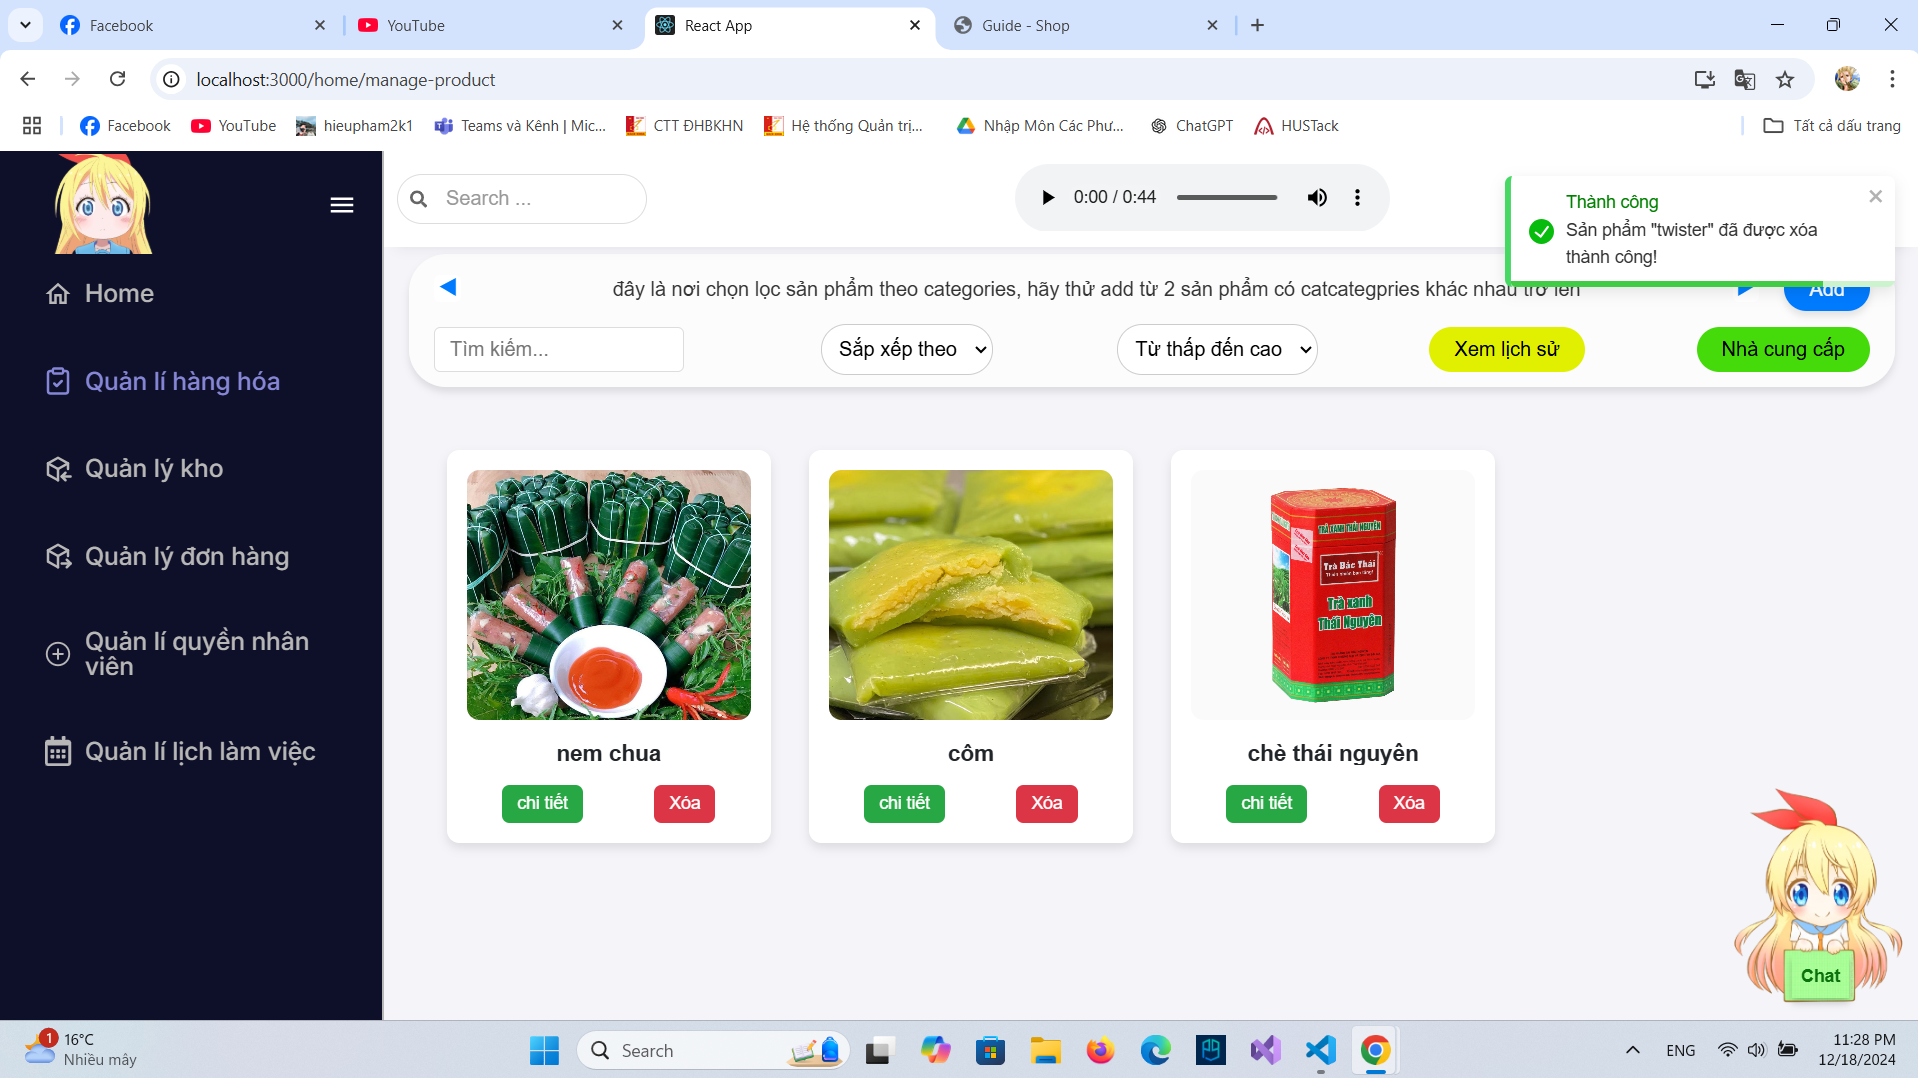 Facebook
YouTube
React App
Guide - Shop
localhost:3000/home/manage-product
Facebook
YouTube
hieupham2k1
Teams và Kênh | Mic...
CTT ĐHBKHN
Hệ thống Quản trị...
Nhập Môn Các Phư...
ChatGPT
HUSTack
Tất cả dấu trang
Search ...
0:00 / 0:44
Thành công
Sản phẩm "twister" đã được xóa
thành công!
Home
Quản lí hàng hóa
Quản lý kho
Quản lý đơn hàng
Quản lí quyền nhân
viên
Quản lí lịch làm việc
đây là nơi chọn lọc sản phẩm theo categories, hãy thử add từ 2 sản phẩm có catcategpries khác nhau trở lên
Add
Tìm kiếm...
Sắp xếp theo
Từ thấp đến cao
Xem lịch sử
Nhà cung cấp
TRÀ XANH THÁI NGUYÊN
Trà Bắc Thái
Trà xanh
Thái Nguyên
nem chua
côm
chè thái nguyên
chi tiết
Xóa
chi tiết
Xóa
chi tiết
Xóa
Chat
1
16°C
Nhiều mây
Search
ENG
11:28 PM
12/18/2024